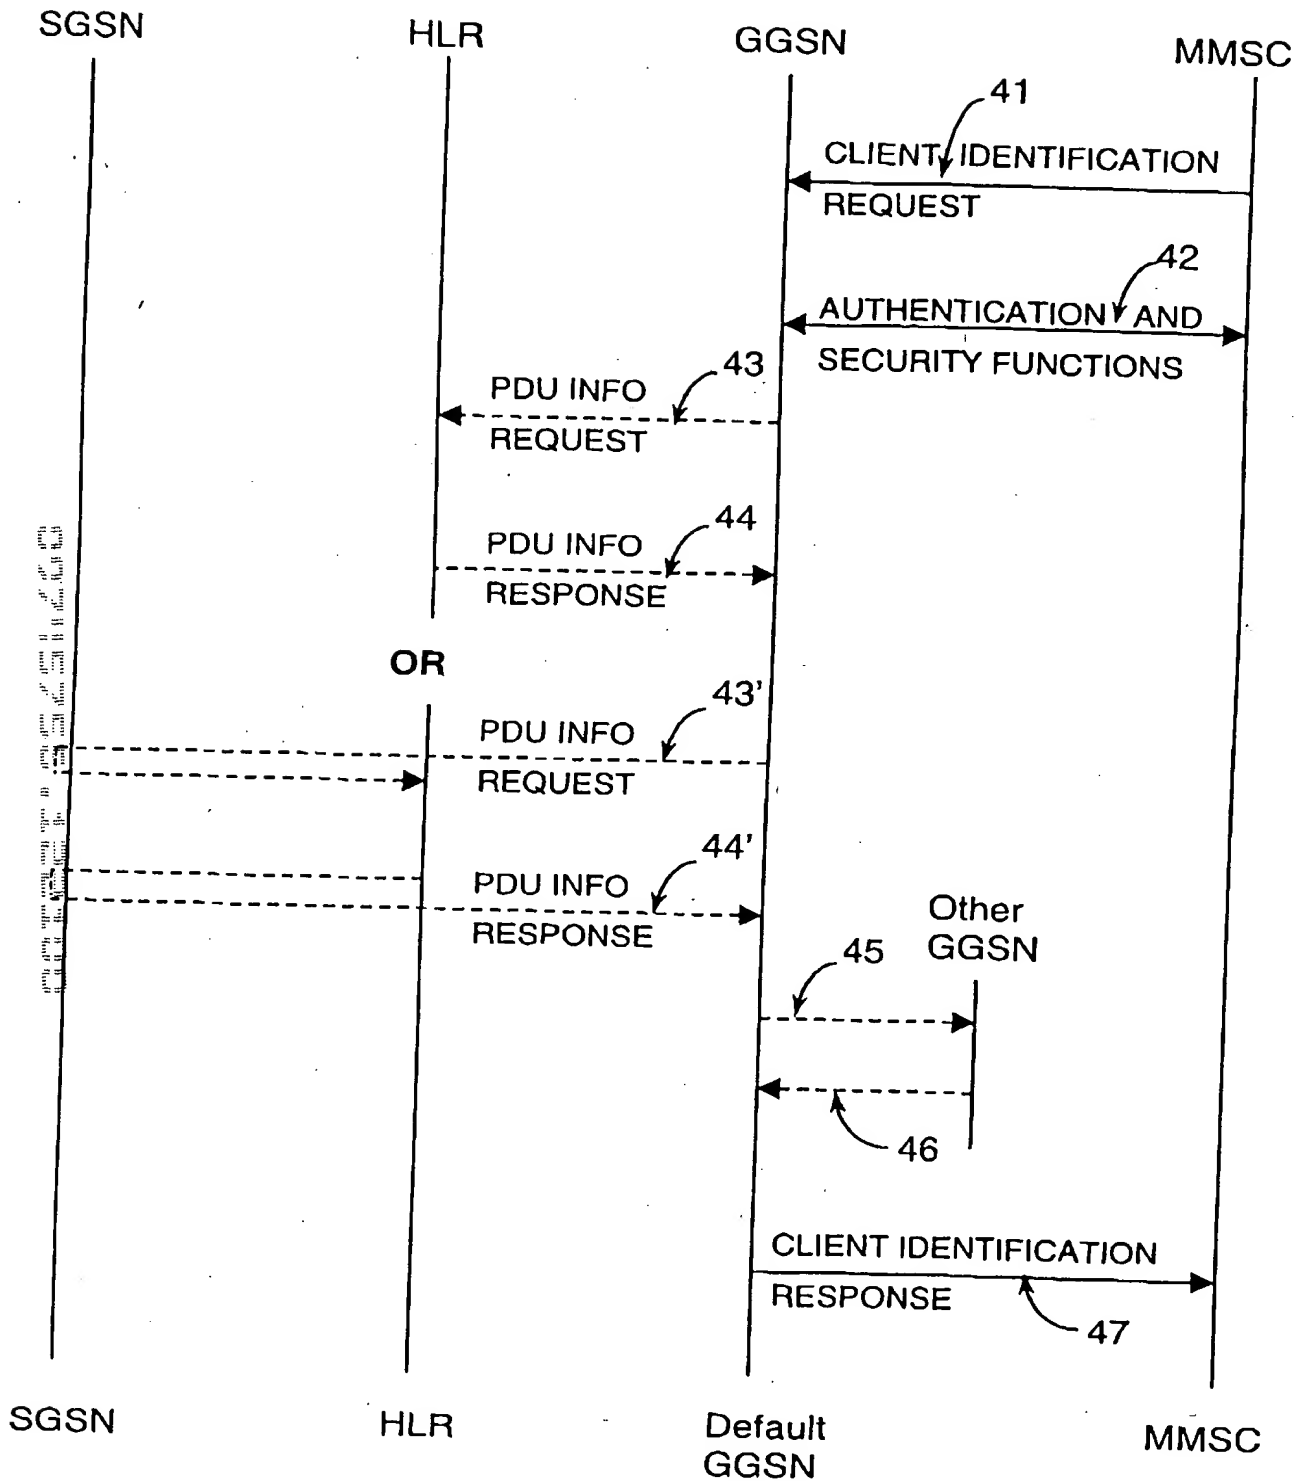 SGSN
HLR
GGSN
MMSC
41
CLIENT IDENTIFICATION
REQUEST
42
AUTHENTICATION AND
SECURITY FUNCTIONS
43
PDU INFO
REQUEST
44
PDU INFO
RESPONSE
OR
43'
PDU INFO
REQUEST
44'
PDU INFO
RESPONSE
Other
GGSN
45
46
CLIENT IDENTIFICATION
RESPONSE
47
SGSN
HLR
Default
GGSN
MMSC